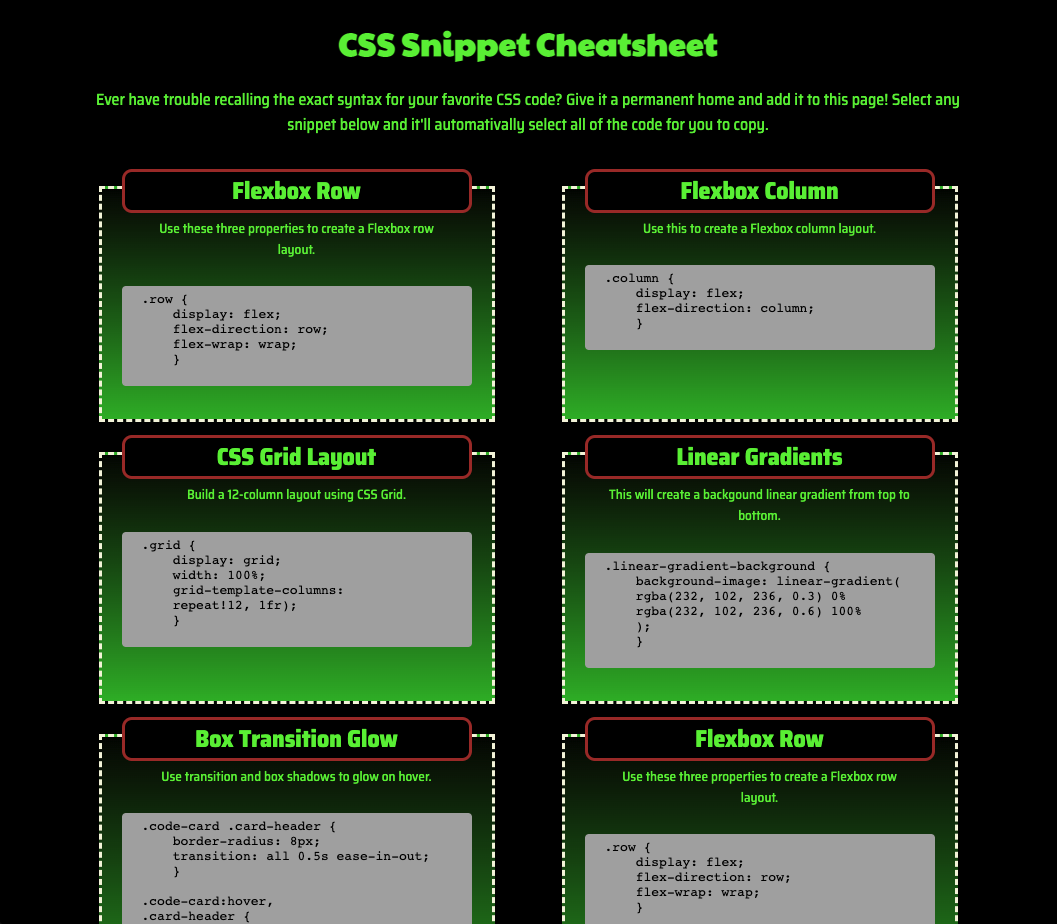 CSS Snippet Cheatsheet
Ever have trouble recalling the exact syntax for your favorite CSS code? Give it a permanent home and add it to this page! Select any
snippet below and it'll automativally select all of the code for you to copy.
Flexbox Row
Use these three properties to create a Flexbox row
layout.
.row {
    display: flex;
    flex-direction: row;
    flex-wrap: wrap;
    }
Flexbox Column
Use this to create a Flexbox column layout.
.column {
    display: flex;
    flex-direction: column;
    }
CSS Grid Layout
Build a 12-column layout using CSS Grid.
.grid {
    display: grid;
    width: 100%;
    grid-template-columns:
    repeat!12, 1fr);
    }
Linear Gradients
This will create a backgound linear gradient from top to
bottom.
.linear-gradient-background {
    background-image: linear-gradient(
    rgba(232, 102, 236, 0.3) 0%
    rgba(232, 102, 236, 0.6) 100%
    );
    }
Box Transition Glow
Use transition and box shadows to glow on hover.
.code-card .card-header {
    border-radius: 8px;
    transition: all 0.5s ease-in-out;
    }
.code-card:hover,
.card-header {
Flexbox Row
Use these three properties to create a Flexbox row
layout.
.row {
    display: flex;
    flex-direction: row;
    flex-wrap: wrap;
    }